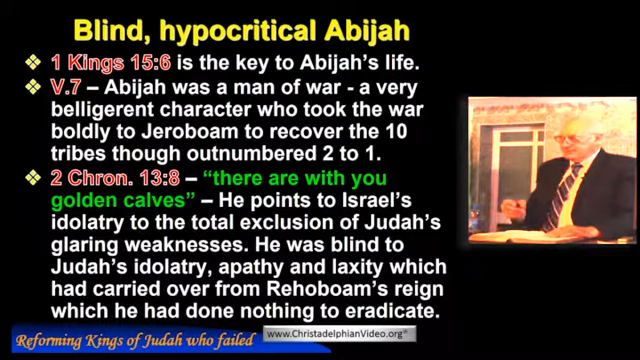 Blind, hypocritical Abijah
❖ 1 Kings 15:6 is the key to Abijah's life.
❖ V.7 – Abijah was a man of war - a very
belligerent character who took the war
boldly to Jeroboam to recover the 10
tribes though outnumbered 2 to 1.
❖ 2 Chron. 13:8 – “there are with you
golden calves” – He points to Israel's
idolatry to the total exclusion of Judah's
glaring weaknesses. He was blind to
Judah's idolatry, apathy and laxity which
had carried over from Rehoboam's reign
which he had done nothing to eradicate.
Reforming Kings of Judah who failed
www.ChristadelphianVideo.org